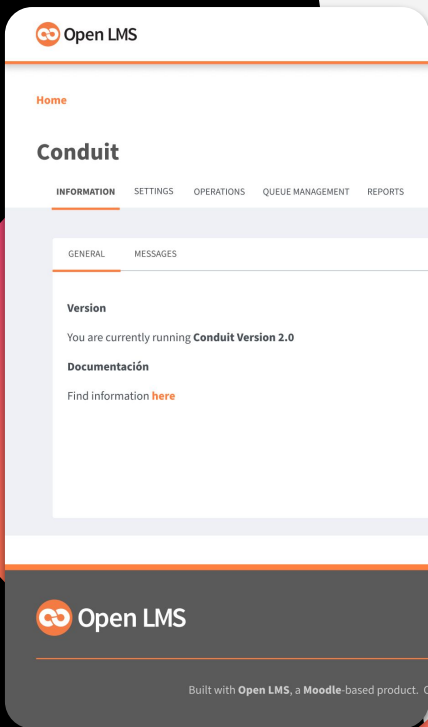 Open LMS
Home
Conduit
INFORMATION SETTINGS OPERATIONS QUEUE MANAGEMENT REPORTS
GENERAL MESSAGES
Version
You are currently running Conduit Version 2.0
Documentación
Find information here
Open LMS
Built with Open LMS, a Moodle-based product.